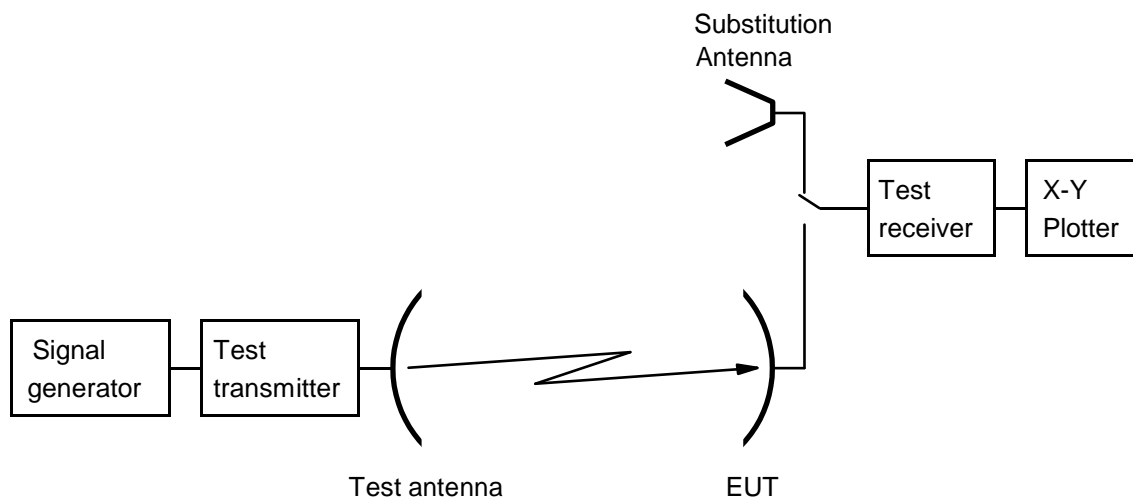 Substitution
Antenna
Test
receiver
X-Y
Plotter
Signal
generator
Test
transmitter
Test antenna
EUT